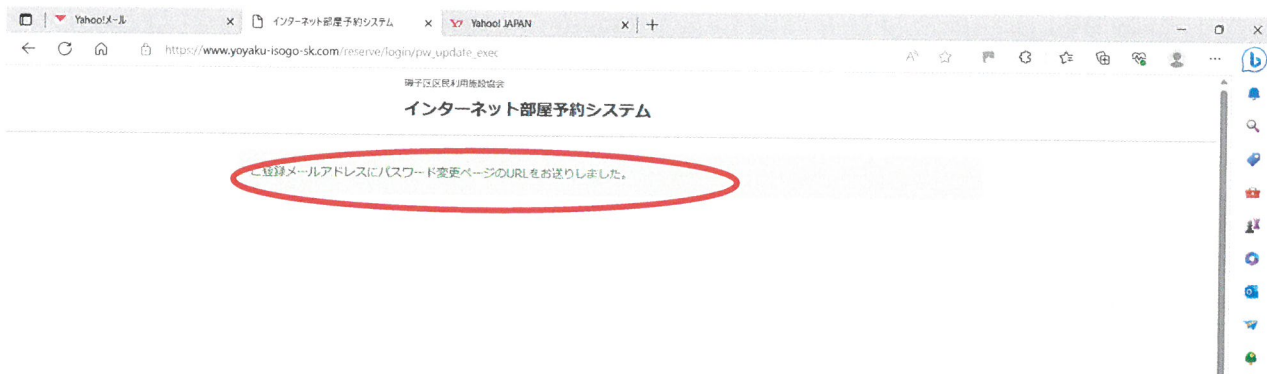 Yahoo!メール
インターネット部屋予約システム
Yahoo! JAPAN
https://www.yoyaku-isogo-sk.com/reserve/login/pw_update_exec
磯子区区民利用施設協会
インターネット部屋予約システム
ご登録メールアドレスにパスワード変更ページのURLをお送りしました。